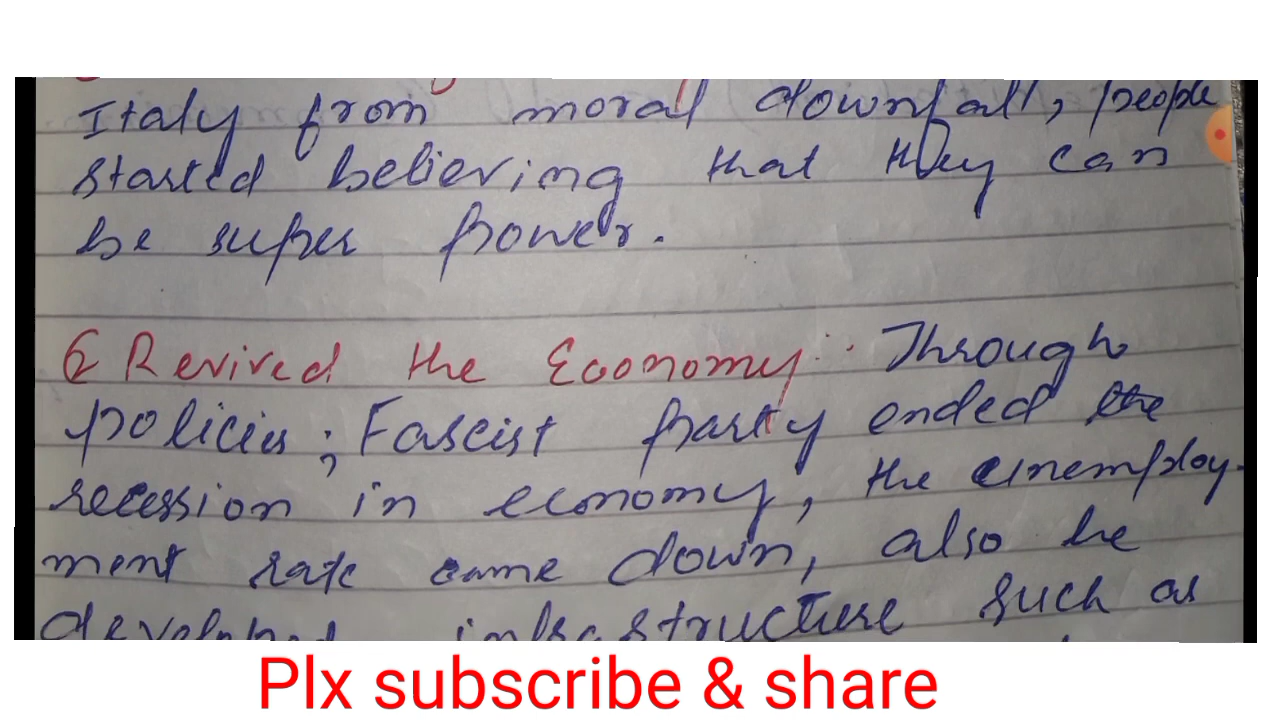 Italy from moral downfall, people
started believing that they can
be super power.
6 Revived the Economy :- Through
policies ; Fascist party ended the
recession in economy, the unemploy-
ment rate came down, also he
developed infrastructure such as
Plx subscribe & share